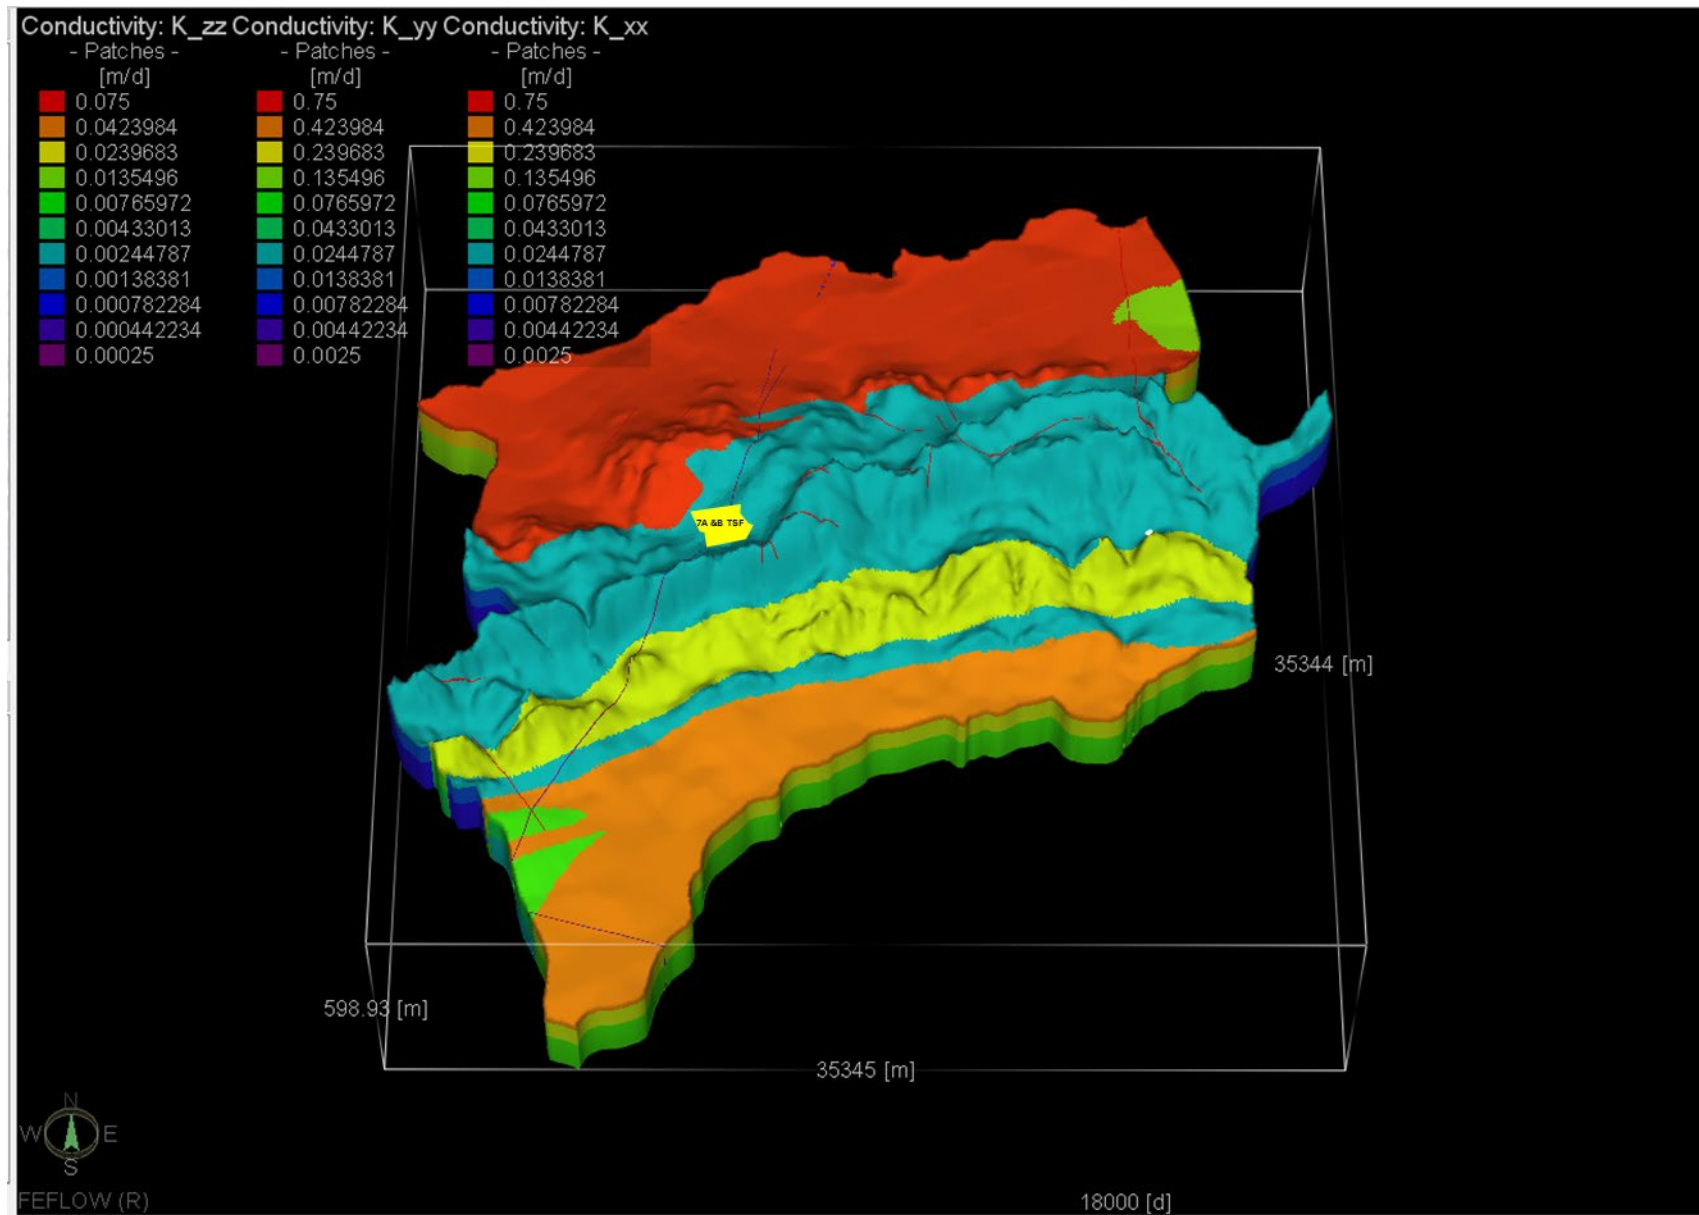 Conductivity: K_zz Conductivity: K_yy Conductivity: K_xx
- Patches - - Patches - - Patches -
[m/d] [m/d] [m/d]
0.075 0.75 0.75
0.0423984 0.423984 0.423984
0.0239683 0.239683 0.239683
0.0135496 0.135496 0.135496
0.00765972 0.0765972 0.0765972
0.00433013 0.0433013 0.0433013
0.00244787 0.0244787 0.0244787
0.00138381 0.0138381 0.0138381
0.000782284 0.00782284 0.00782284
0.000442234 0.00442234 0.00442234
0.00025 0.0025 0.0025
7A &B TSF
35344 [m]
598.93 [m]
35345 [m]
N
W E
S
FEFLOW (R)
18000 [d]